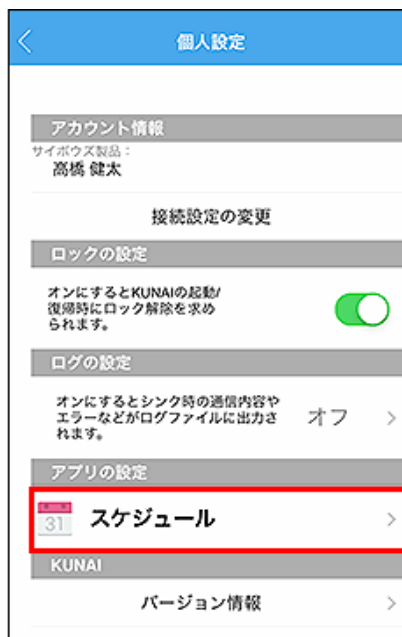 個人設定
アカウント情報
サイボウズ製品：
高橋 健太
接続設定の変更
ロックの設定
オンにするとKUNAIの起動/
復帰時にロック解除を求め
られます。
ログの設定
オンにするとシンク時の通信内容や
エラーなどがログファイルに出力さ
れます。
オフ
アプリの設定
31 スケジュール
KUNAI
バージョン情報